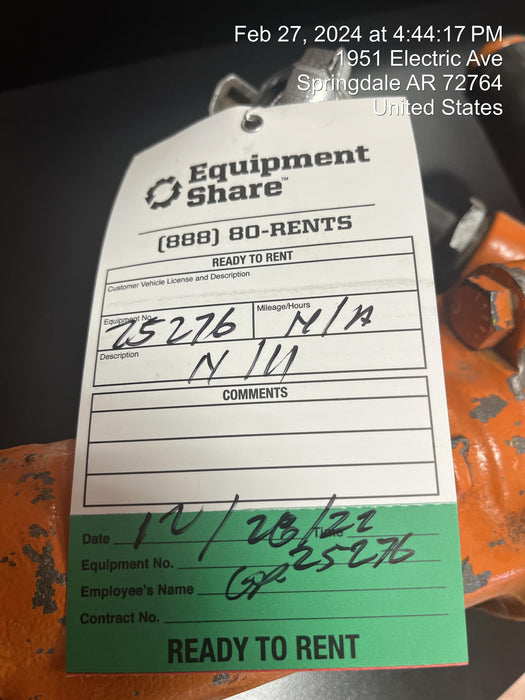 Feb 27, 2024 at 4:44:17 PM
1951 Electric Ave
Springdale AR 72764
United States
Equipment
Share™
(888) 80-RENTS
READY TO RENT
Customer Vehicle License and Description
Equipment No. 25276 Mileage/Hours N/A
Description N/U
COMMENTS
Date 12/28/22
Equipment No. 25276
Employee's Name
Contract No.
READY TO RENT